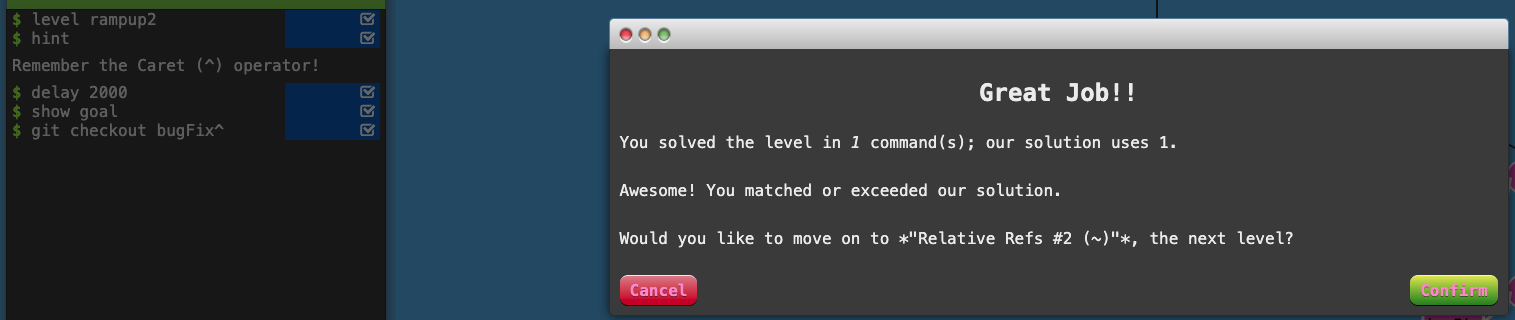 $ level rampup2
$ hint
Remember the Caret (^) operator!
$ delay 2000
$ show goal
$ git checkout bugFix^
Great Job!!
You solved the level in 1 command(s); our solution uses 1.
Awesome! You matched or exceeded our solution.
Would you like to move on to *"Relative Refs #2 (~)"*, the next level?
Cancel
Confirm